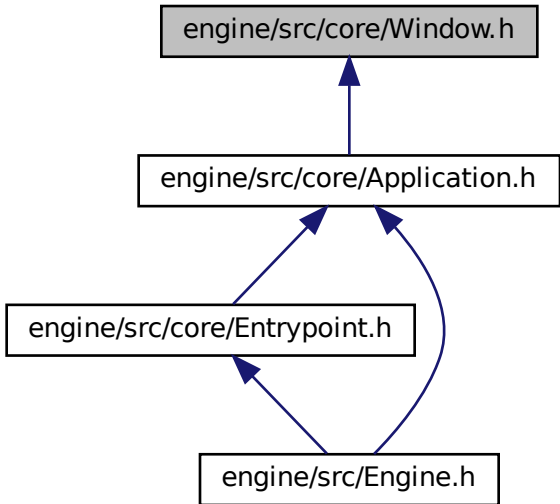 engine/src/core/Window.h
engine/src/core/Application.h
engine/src/core/Entrypoint.h
engine/src/Engine.h